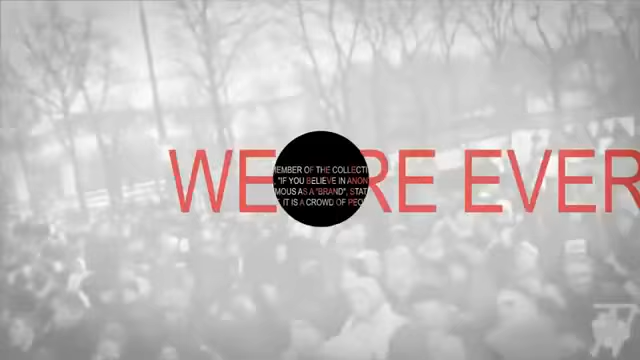 WE RE EVER
EMBER OF THE COLLECTI
"IF YOU BELIEVE IN ANON
MOUS AS A "BRAND", STAT
IT IS A CROWD OF PEO